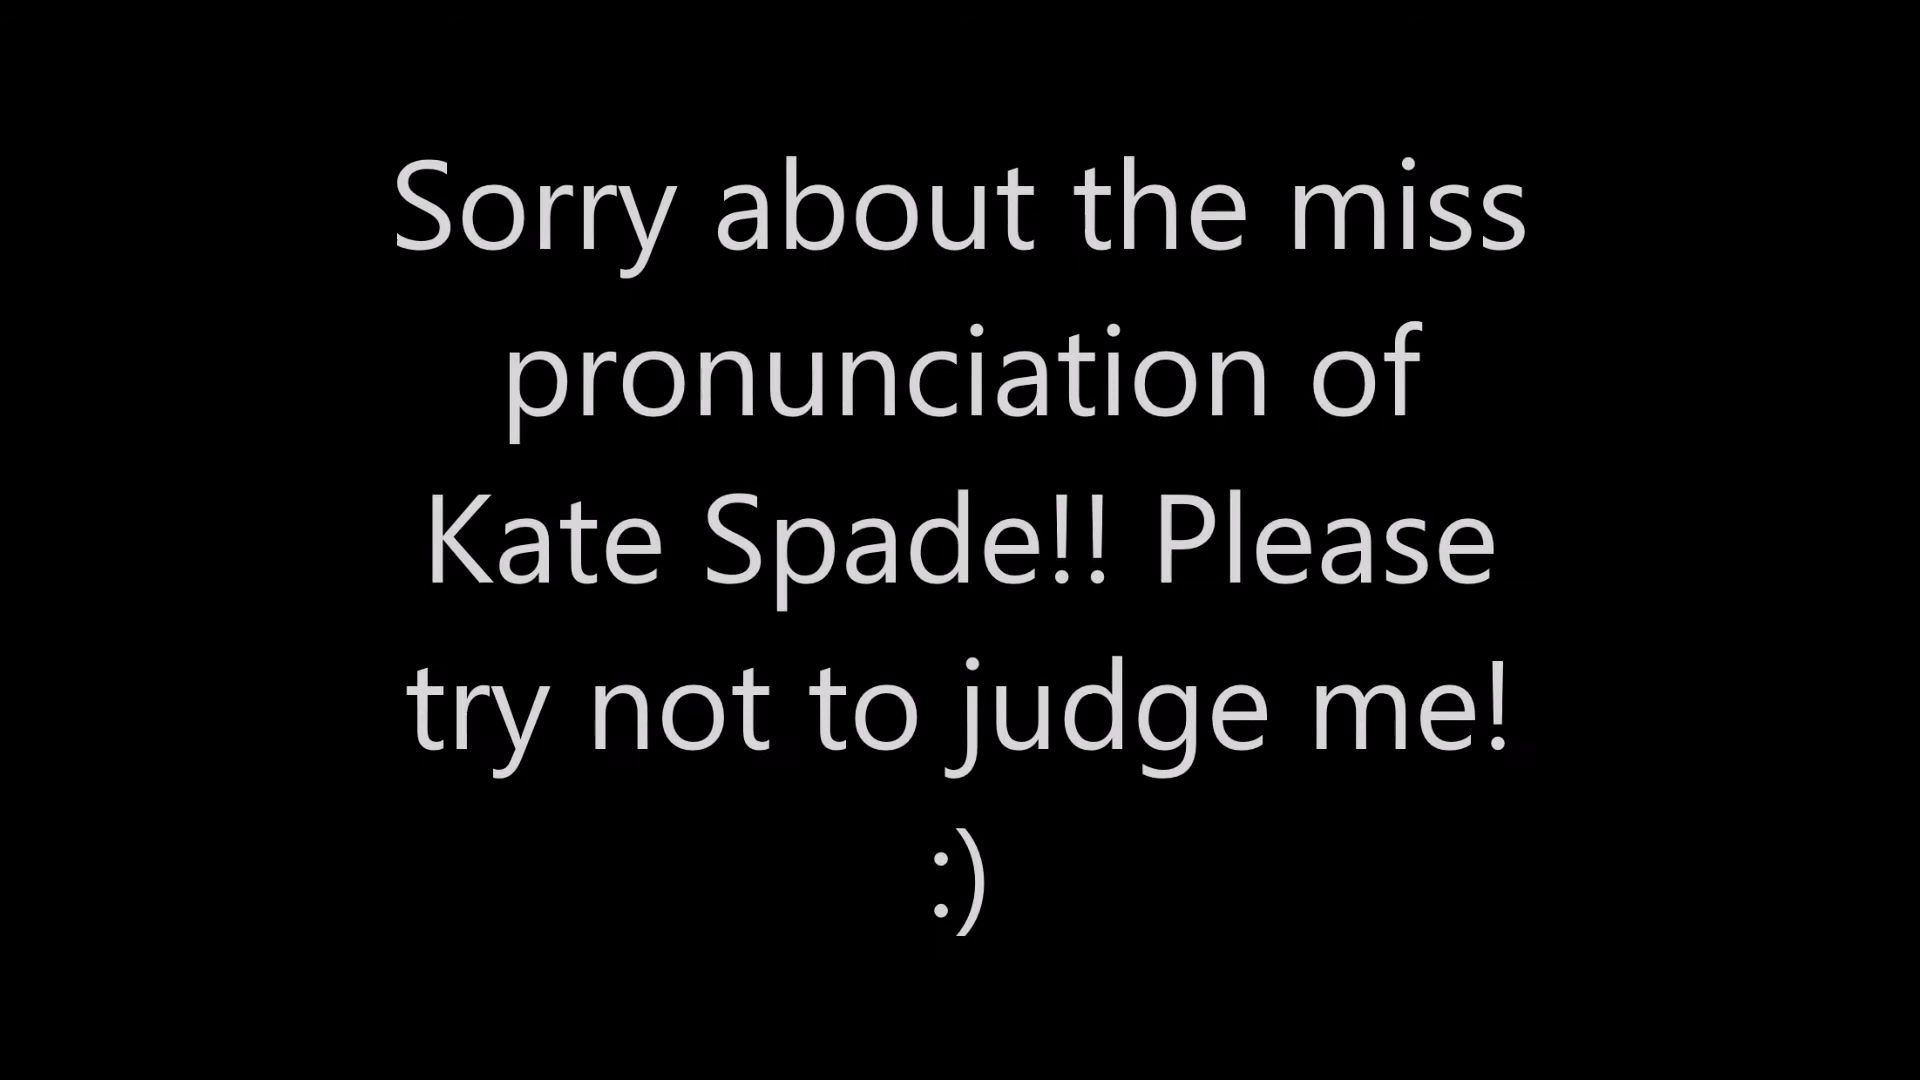 Sorry about the miss
pronunciation of
Kate Spade!! Please
try not to judge me!
:)